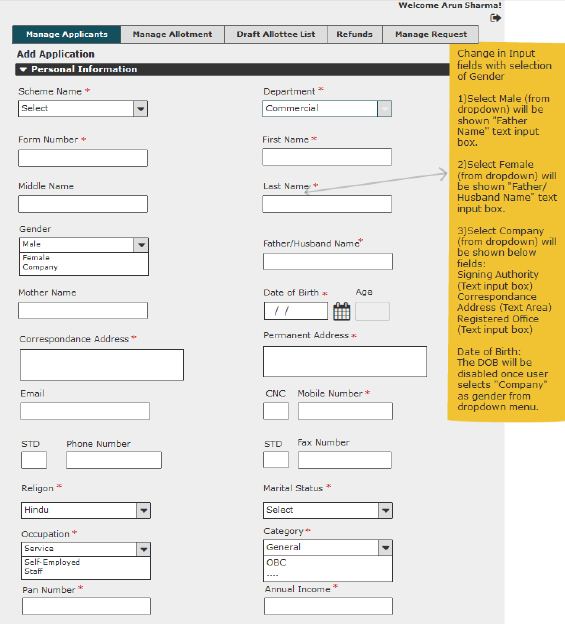 Welcome Arun Sharma!
Manage Applicants Manage Allotment Draft Allottee List Refunds Manage Request
Add Application
Personal Information
Scheme Name * Department *
Select Commercial
Form Number * First Name *
Middle Name Last Name *
Gender
Male
Female
Company
Father/Husband Name*
Mother Name Date of Birth * Age
/ /
Correspondance Address * Permanent Address *
Email CNC Mobile Number *
STD Phone Number STD Fax Number
Religon * Marital Status *
Hindu Select
Occupation * Category *
Service General
Self-Employed OBC
Staff ....
Pan Number * Annual Income *
Change in Input
fields with selection
of Gender
1)Select Male (from
dropdown) will be
shown "Father
Name" text input
box.
2)Select Female
(from dropdown) will
be shown "Father/
Husband Name" text
input box.
3)Select Company
(from dropdown) will
be shown below
fields:
Signing Authority
(Text input box)
Correspondance
Address (Text Area)
Registered Office
(Text input box)
Date of Birth:
The DOB will be
disabled once user
selects "Company"
as gender from
dropdown menu.